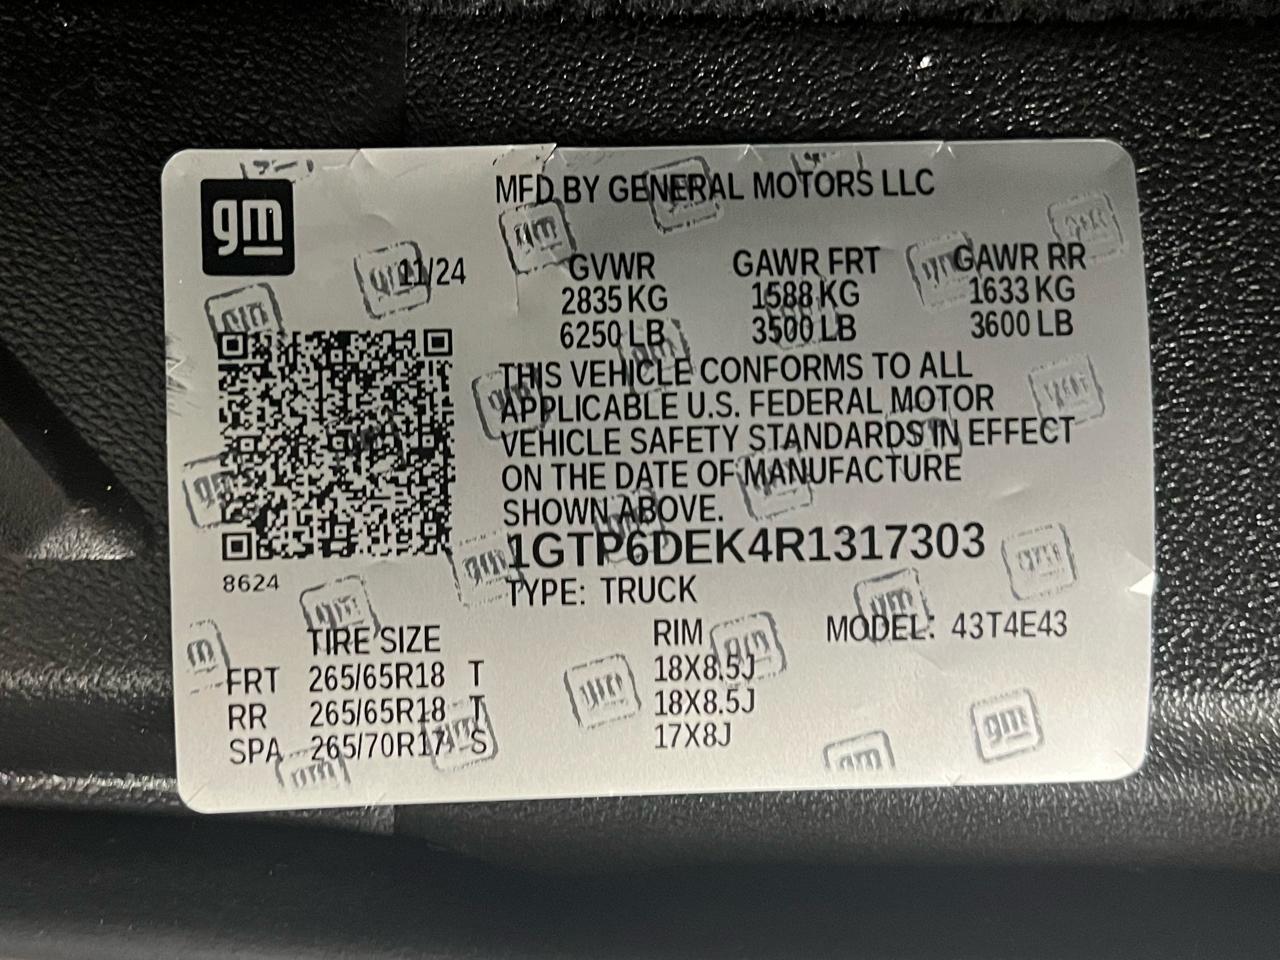 gm
MFD BY GENERAL MOTORS LLC
11/24
GVWR GAWR FRT GAWR RR
2835 KG 1588 KG 1633 KG
6250 LB 3500 LB 3600 LB
THIS VEHICLE CONFORMS TO ALL
APPLICABLE U.S. FEDERAL MOTOR
VEHICLE SAFETY STANDARDS IN EFFECT
ON THE DATE OF MANUFACTURE
SHOWN ABOVE.
1GTP6DEK4R1317303
8624
TYPE: TRUCK
TIRE SIZE RIM MODEL: 43T4E43
FRT 265/65R18 T 18X8.5J
RR 265/65R18 T 18X8.5J
SPA 265/70R17 S 17X8J